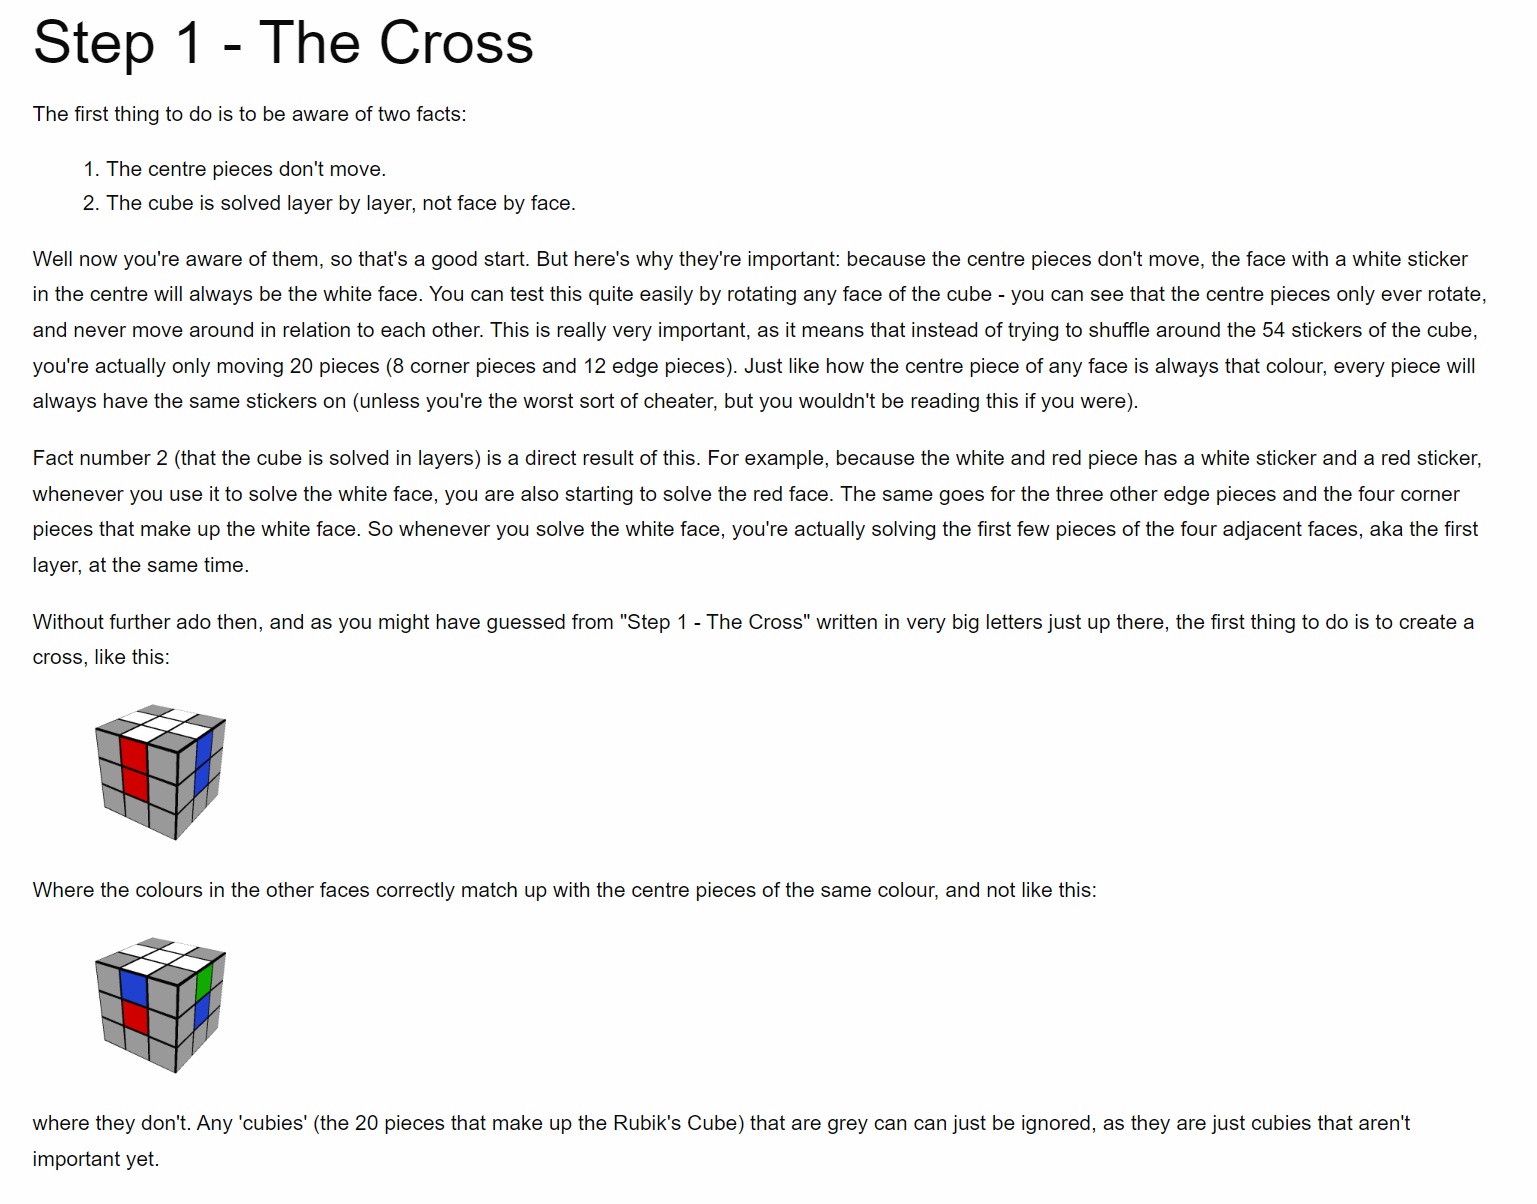 Step 1 - The Cross
The first thing to do is to be aware of two facts:
1. The centre pieces don't move.
2. The cube is solved layer by layer, not face by face.
Well now you're aware of them, so that's a good start. But here's why they're important: because the centre pieces don't move, the face with a white sticker
in the centre will always be the white face. You can test this quite easily by rotating any face of the cube - you can see that the centre pieces only ever rotate,
and never move around in relation to each other. This is really very important, as it means that instead of trying to shuffle around the 54 stickers of the cube,
you're actually only moving 20 pieces (8 corner pieces and 12 edge pieces). Just like how the centre piece of any face is always that colour, every piece will
always have the same stickers on (unless you're the worst sort of cheater, but you wouldn't be reading this if you were).
Fact number 2 (that the cube is solved in layers) is a direct result of this. For example, because the white and red piece has a white sticker and a red sticker,
whenever you use it to solve the white face, you are also starting to solve the red face. The same goes for the three other edge pieces and the four corner
pieces that make up the white face. So whenever you solve the white face, you're actually solving the first few pieces of the four adjacent faces, aka the first
layer, at the same time.
Without further ado then, and as you might have guessed from "Step 1 - The Cross" written in very big letters just up there, the first thing to do is to create a
cross, like this:
Where the colours in the other faces correctly match up with the centre pieces of the same colour, and not like this:
where they don't. Any 'cubies' (the 20 pieces that make up the Rubik's Cube) that are grey can can just be ignored, as they are just cubies that aren't
important yet.